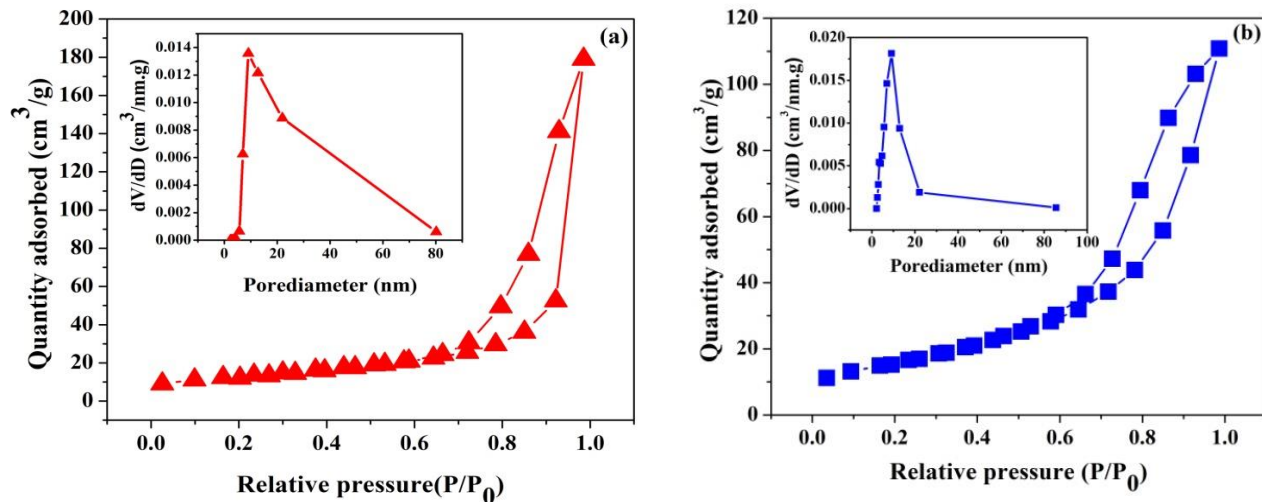 (a)
Quantity adsorbed (cm³/g)
200
180
160
140
120
100
80
60
40
20
0
0.0 0.2 0.4 0.6 0.8 1.0
Relative pressure(P/P₀)
dV/dD (cm³/nm.g)
0.014
0.012
0.010
0.008
0.006
0.004
0.002
0.000
0 20 40 60 80
Porediameter (nm)
(b)
Quantity adsorbed (cm³/g)
120
100
80
60
40
20
0
0.0 0.2 0.4 0.6 0.8 1.0
Relative pressure (P/P₀)
dV/dD (cm³/nm.g)
0.020
0.015
0.010
0.005
0.000
0 20 40 60 80 100
Porediameter (nm)